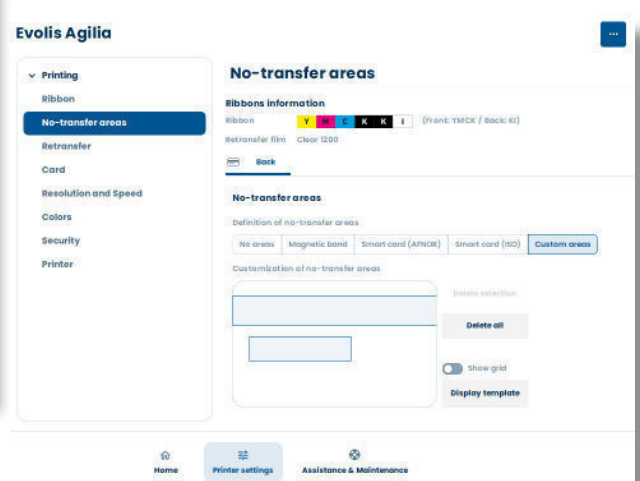 Evolis Agilia
...
Printing
Ribbon
No-transfer areas
Retransfer
Card
Resolution and Speed
Colors
Security
Printer
No-transfer areas
Ribbons information
Ribbon Y M C K K I (Front: YMCK / Back: KI)
Retransfer film Clear 1200
Back
No-transfer areas
Definition of no-transfer areas
No areas Magnetic band Smart card (AFNOR) Smart card (ISO) Custom areas
Customization of no-transfer areas
Delete selection
Delete all
Show grid
Display template
Home Printer settings Assistance & Maintenance